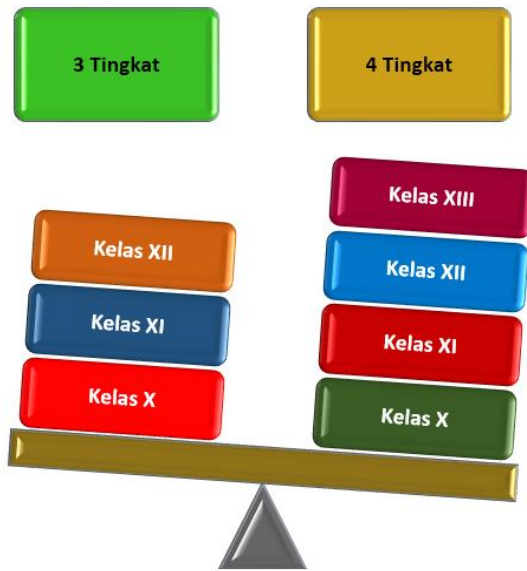 3 Tingkat
4 Tingkat
Kelas XII
Kelas XI
Kelas X
Kelas XIII
Kelas XII
Kelas XI
Kelas X